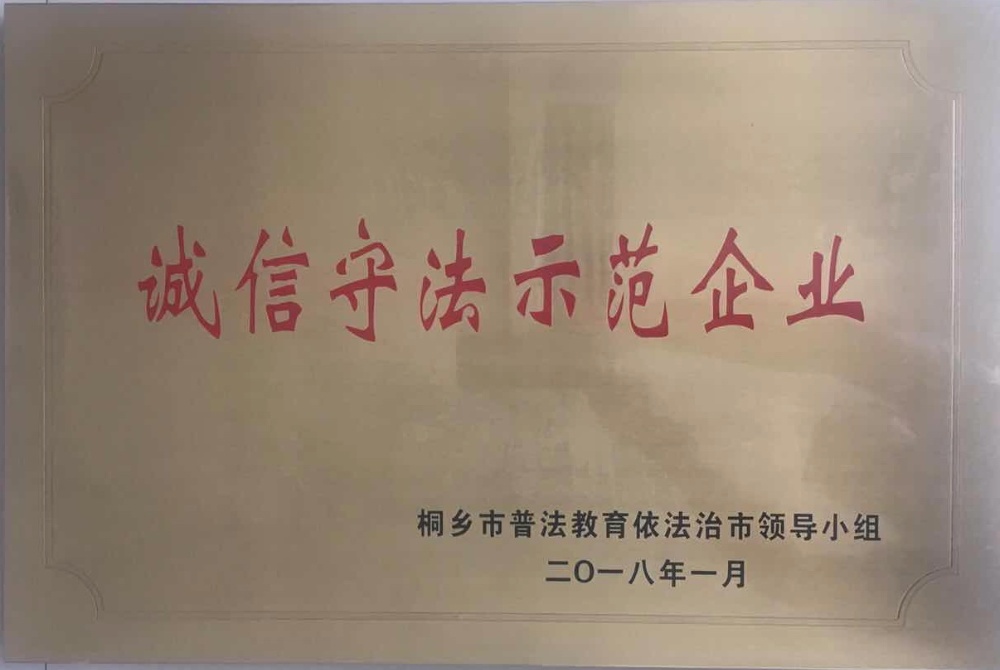 诚信守法示范企业
桐乡市普法教育依法治市领导小组
二〇一八年一月